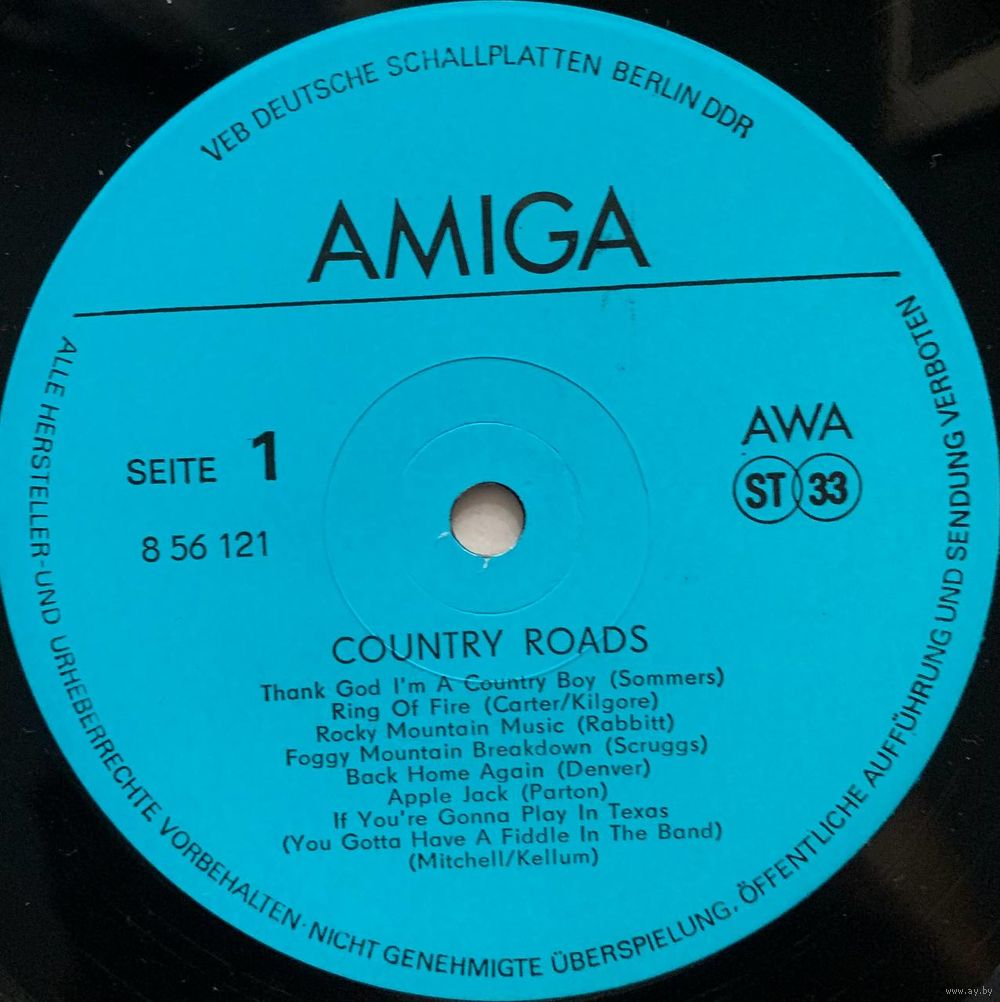 VEB DEUTSCHE SCHALLPLATTEN BERLIN DDR
AMIGA
SEITE 1
8 56 121
AWA
ST 33
COUNTRY ROADS
Thank God I'm A Country Boy (Sommers)
Ring Of Fire (Carter/Kilgore)
Rocky Mountain Music (Rabbitt)
Foggy Mountain Breakdown (Scruggs)
Back Home Again (Denver)
Apple Jack (Parton)
If You're Gonna Play In Texas
(You Gotta Have A Fiddle In The Band)
(Mitchell/Kellum)
ALLE HERSTELLER-UND URHEBERRECHTE VORBEHALTEN·NICHT GENEHMIGTE ÜBERSPIELUNG, ÖFFENTLICHE AUFFÜHRUNG UND SENDUNG VERBOTEN
www.ay.by